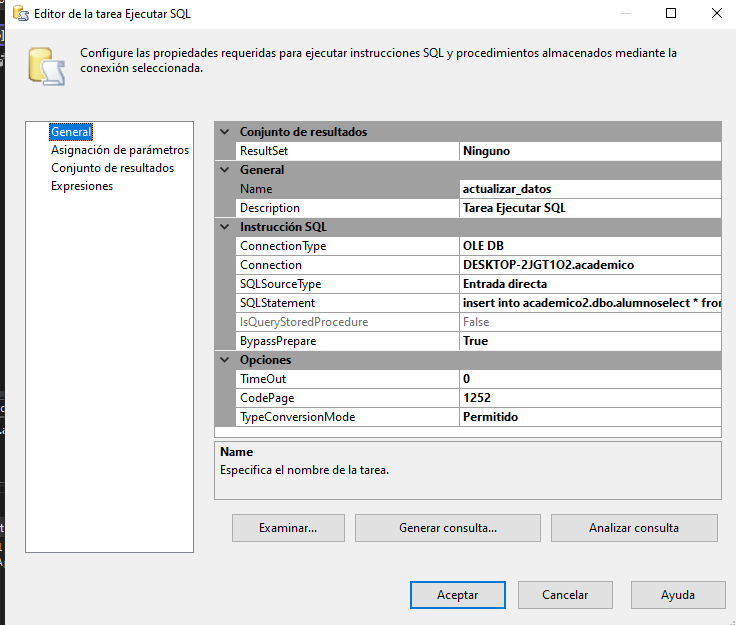 Editor de la tarea Ejecutar SQL
Configure las propiedades requeridas para ejecutar instrucciones SQL y procedimientos almacenados mediante la
conexión seleccionada.
General
Asignación de parámetros
Conjunto de resultados
Expresiones
Conjunto de resultados
ResultSet Ninguno
General
Name actualizar_datos
Description Tarea Ejecutar SQL
Instrucción SQL
ConnectionType OLE DB
Connection DESKTOP-2JGT1O2.academico
SQLSourceType Entrada directa
SQLStatement insert into academico2.dbo.alumnoselect * from
IsQueryStoredProcedure False
BypassPrepare True
Opciones
TimeOut 0
CodePage 1252
TypeConversionMode Permitido
Name
Especifica el nombre de la tarea.
Examinar... Generar consulta... Analizar consulta
Aceptar Cancelar Ayuda